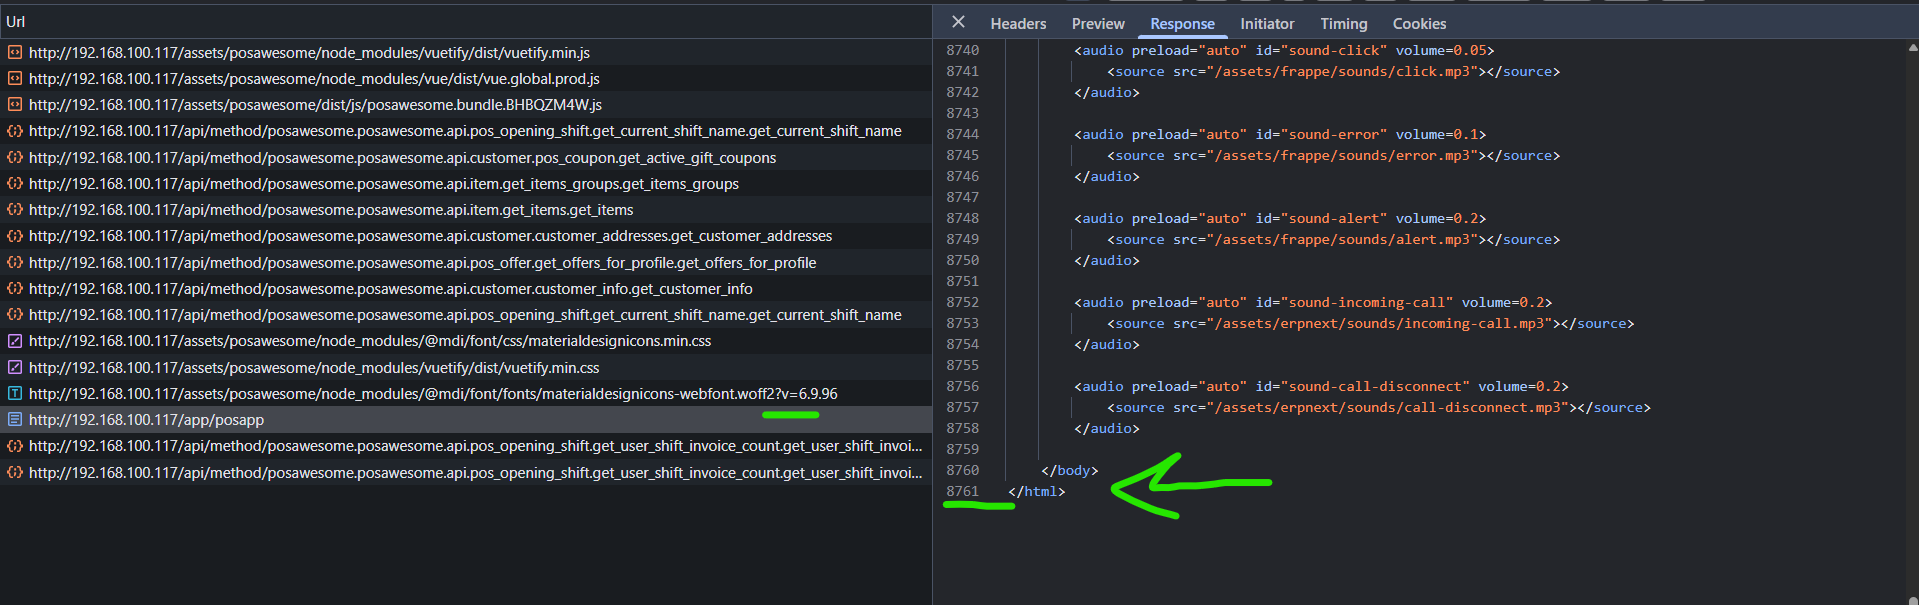 Url
http://192.168.100.117/assets/posawesome/node_modules/vuetify/dist/vuetify.min.js
http://192.168.100.117/assets/posawesome/node_modules/vue/dist/vue.global.prod.js
http://192.168.100.117/assets/posawesome/dist/js/posawesome.bundle.BHBQZM4W.js
http://192.168.100.117/api/method/posawesome.posawesome.api.pos_opening_shift.get_current_shift_name.get_current_shift_name
http://192.168.100.117/api/method/posawesome.posawesome.api.customer.pos_coupon.get_active_gift_coupons
http://192.168.100.117/api/method/posawesome.posawesome.api.item.get_items_groups.get_items_groups
http://192.168.100.117/api/method/posawesome.posawesome.api.item.get_items.get_items
http://192.168.100.117/api/method/posawesome.posawesome.api.customer.customer_addresses.get_customer_addresses
http://192.168.100.117/api/method/posawesome.posawesome.api.pos_offer.get_offers_for_profile.get_offers_for_profile
http://192.168.100.117/api/method/posawesome.posawesome.api.customer.customer_info.get_customer_info
http://192.168.100.117/api/method/posawesome.posawesome.api.pos_opening_shift.get_current_shift_name.get_current_shift_name
http://192.168.100.117/assets/posawesome/node_modules/@mdi/font/css/materialdesignicons.min.css
http://192.168.100.117/assets/posawesome/node_modules/vuetify/dist/vuetify.min.css
http://192.168.100.117/assets/posawesome/node_modules/@mdi/font/fonts/materialdesignicons-webfont.woff2?v=6.9.96
http://192.168.100.117/app/posapp
http://192.168.100.117/api/method/posawesome.posawesome.api.pos_opening_shift.get_user_shift_invoice_count.get_user_shift_invoi...
http://192.168.100.117/api/method/posawesome.posawesome.api.pos_opening_shift.get_user_shift_invoice_count.get_user_shift_invoi...
Headers Preview Response Initiator Timing Cookies
8740 <audio preload="auto" id="sound-click" volume=0.05>
8741 <source src="/assets/frappe/sounds/click.mp3"></source>
8742 </audio>
8743
8744 <audio preload="auto" id="sound-error" volume=0.1>
8745 <source src="/assets/frappe/sounds/error.mp3"></source>
8746 </audio>
8747
8748 <audio preload="auto" id="sound-alert" volume=0.2>
8749 <source src="/assets/frappe/sounds/alert.mp3"></source>
8750 </audio>
8751
8752 <audio preload="auto" id="sound-incoming-call" volume=0.2>
8753 <source src="/assets/erpnext/sounds/incoming-call.mp3"></source>
8754 </audio>
8755
8756 <audio preload="auto" id="sound-call-disconnect" volume=0.2>
8757 <source src="/assets/erpnext/sounds/call-disconnect.mp3"></source>
8758 </audio>
8759
8760 </body>
8761 </html>